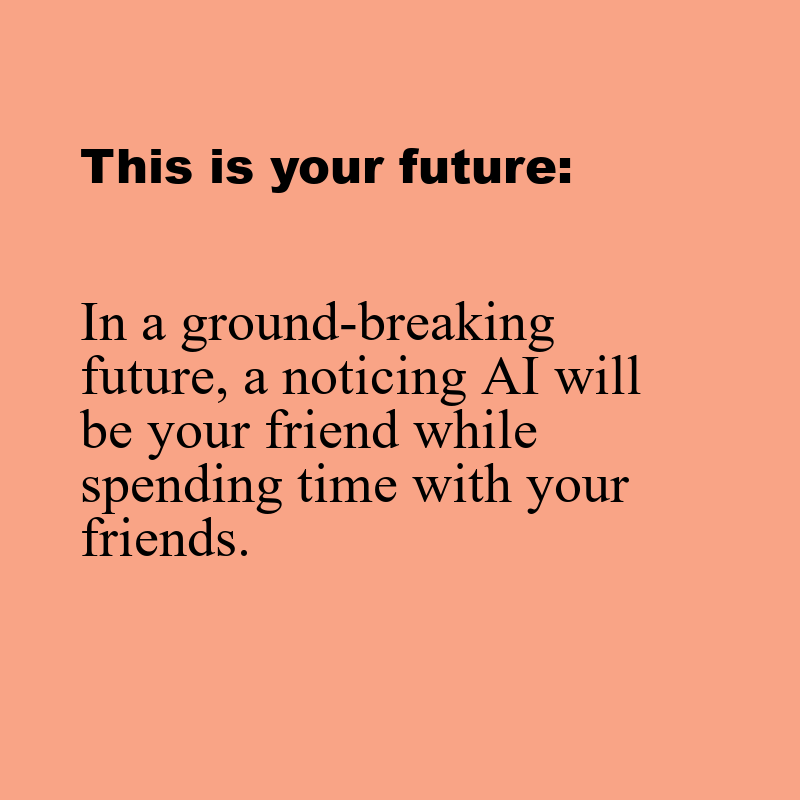 This is your future:
In a ground-breaking
future, a noticing AI will
be your friend while
spending time with your
friends.